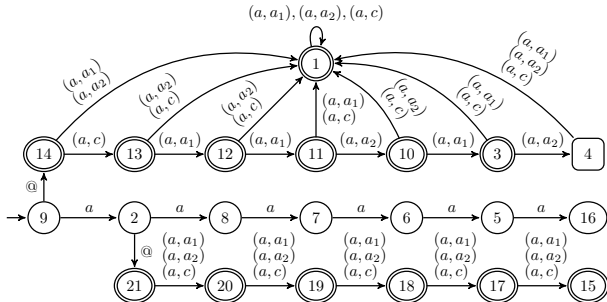 (a, a₁), (a, a₂), (a, c)
1
(a, a₁)
(a, a₂)
(a, a₂)
(a, c)
(a, a₂)
(a, c)
(a, a₁)
(a, c)
(a, a₂)
(a, c)
(a, a₁)
(a, c)
(a, a₁)
(a, a₂)
(a, c)
14 (a, c) 13 (a, a₁) 12 (a, a₁) 11 (a, a₂) 10 (a, a₁) 3 (a, a₂) 4
@
9 a 2 a 8 a 7 a 6 a 5 a 16
@
(a, a₁) (a, a₁) (a, a₁) (a, a₁) (a, a₁)
(a, a₂) (a, a₂) (a, a₂) (a, a₂) (a, a₂)
(a, c) (a, c) (a, c) (a, c) (a, c)
21 20 19 18 17 15